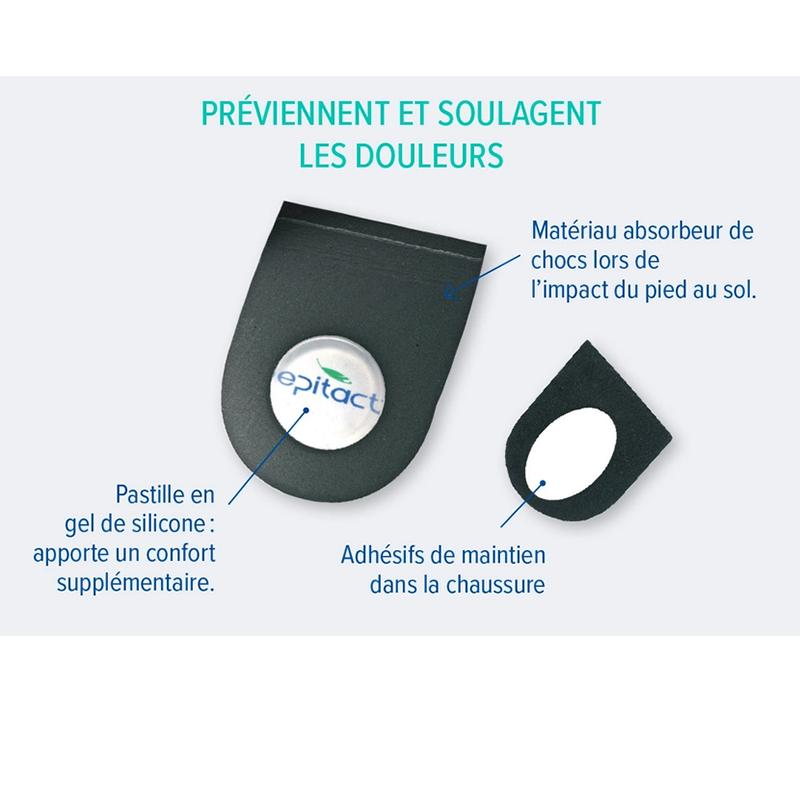 PRÉVIENNENT ET SOULAGENT
LES DOULEURS
Matériau absorbeur de
chocs lors de
l'impact du pied au sol.
epitact
Pastille en
gel de silicone :
apporte un confort
supplémentaire.
Adhésifs de maintien
dans la chaussure